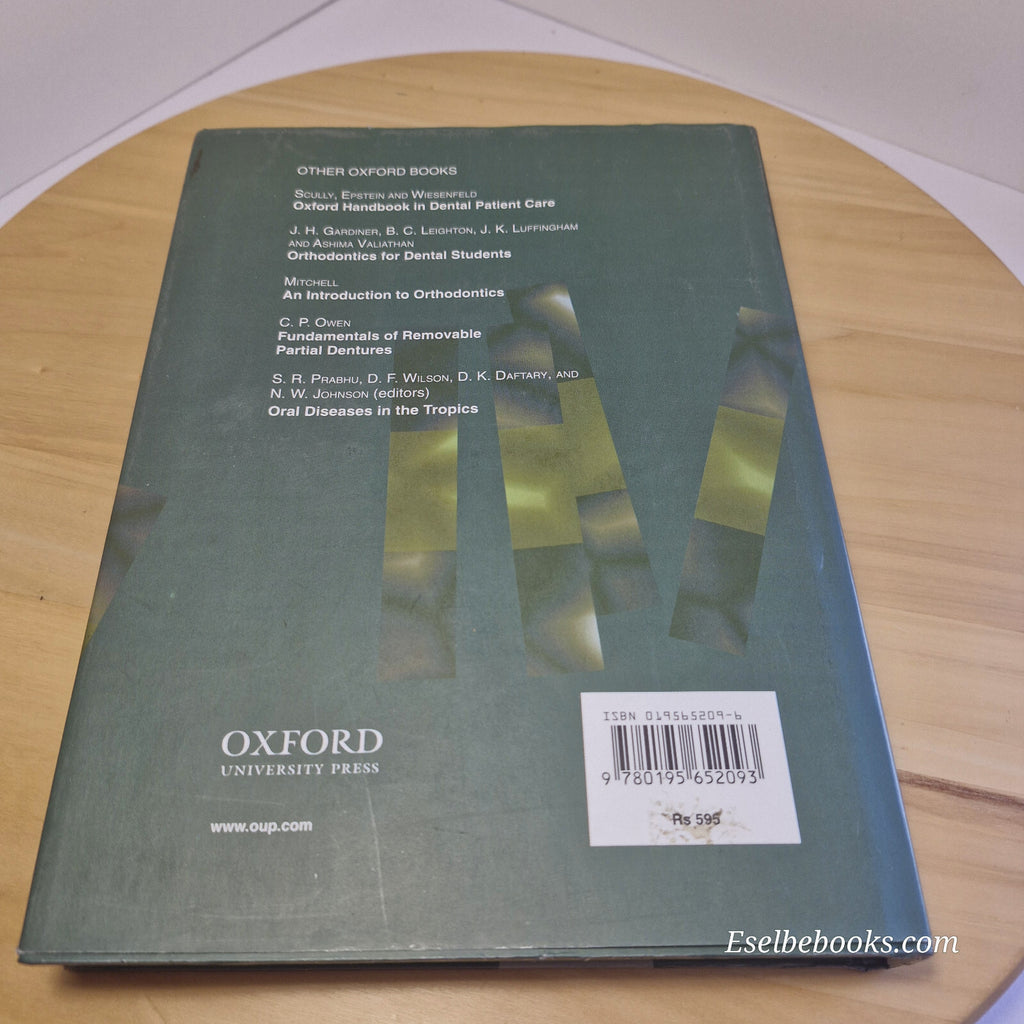 OTHER OXFORD BOOKS
SCULLY, EPSTEIN AND WIESENFELD
Oxford Handbook in Dental Patient Care
J. H. GARDINER, B. C. LEIGHTON, J. K. LUFFINGHAM
AND ASHIMA VALIATHAN
Orthodontics for Dental Students
MITCHELL
An Introduction to Orthodontics
C. P. OWEN
Fundamentals of Removable
Partial Dentures
S. R. PRABHU, D. F. WILSON, D. K. DAFTARY, AND
N. W. JOHNSON (editors)
Oral Diseases in the Tropics
OXFORD
UNIVERSITY PRESS
www.oup.com
ISBN 019565209-6
9 780195 652093
Rs 595
Eselbebooks.com